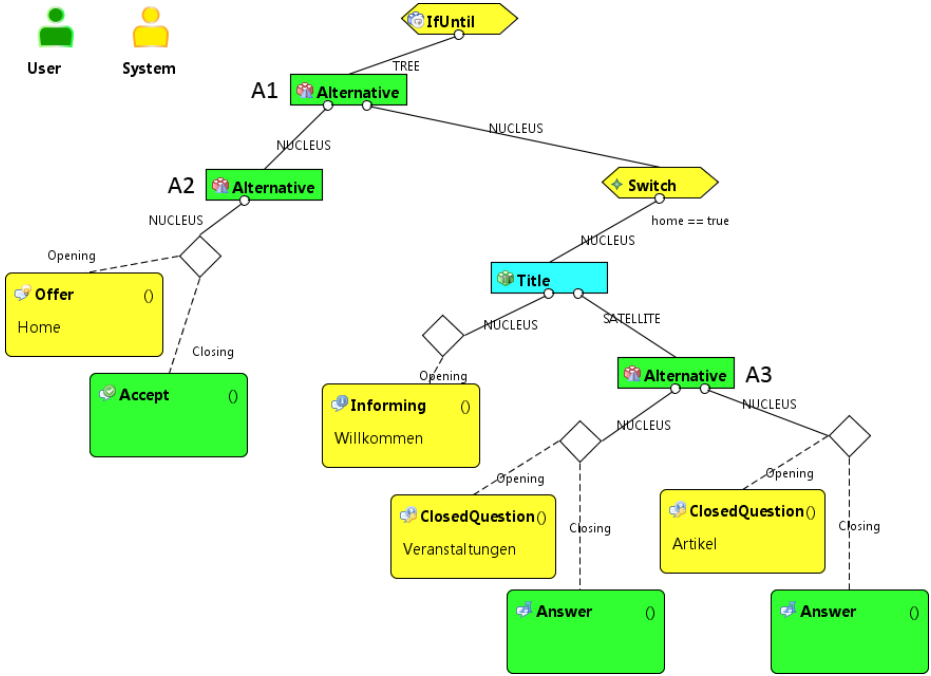 User
System
IfUntil
TREE
A1
Alternative
NUCLEUS
NUCLEUS
A2
Alternative
Switch
NUCLEUS
home == true
NUCLEUS
Opening
Title
Offer ()
Home
NUCLEUS
SATELLITE
Closing
Opening
Alternative
A3
Accept ()
Informing ()
Willkommen
NUCLEUS
NUCLEUS
Opening
Opening
ClosedQuestion ()
Veranstaltungen
ClosedQuestion ()
Artikel
Closing
Closing
Answer ()
Answer ()